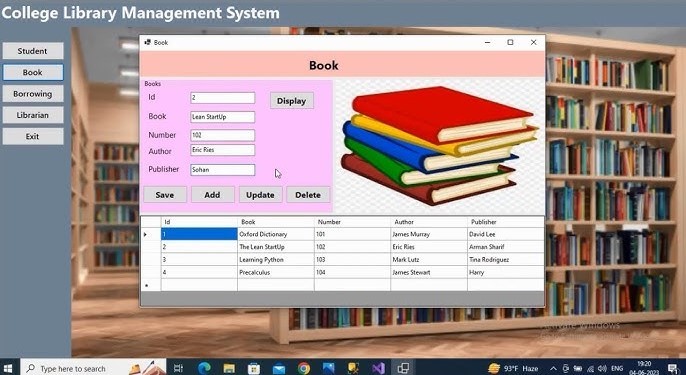 College Library Management System
Student
Book
Borrowing
Librarian
Exit
Book
Book
Books
Id 2 Display
Book Lean StartUp
Number 102
Author Eric Ries
Publisher Sohan
Save Add Update Delete
Id Book Number Author Publisher
1 Oxford Dictionary 101 James Murray David Lee
2 The Lean StartUp 102 Eric Ries Arman Sharif
3 Learning Python 103 Mark Lutz Tina Rodriguez
4 Precalculus 104 James Stewart Harry
Activate Windows
Type here to search 93°F Haze ENG 19:20
04-06-2023